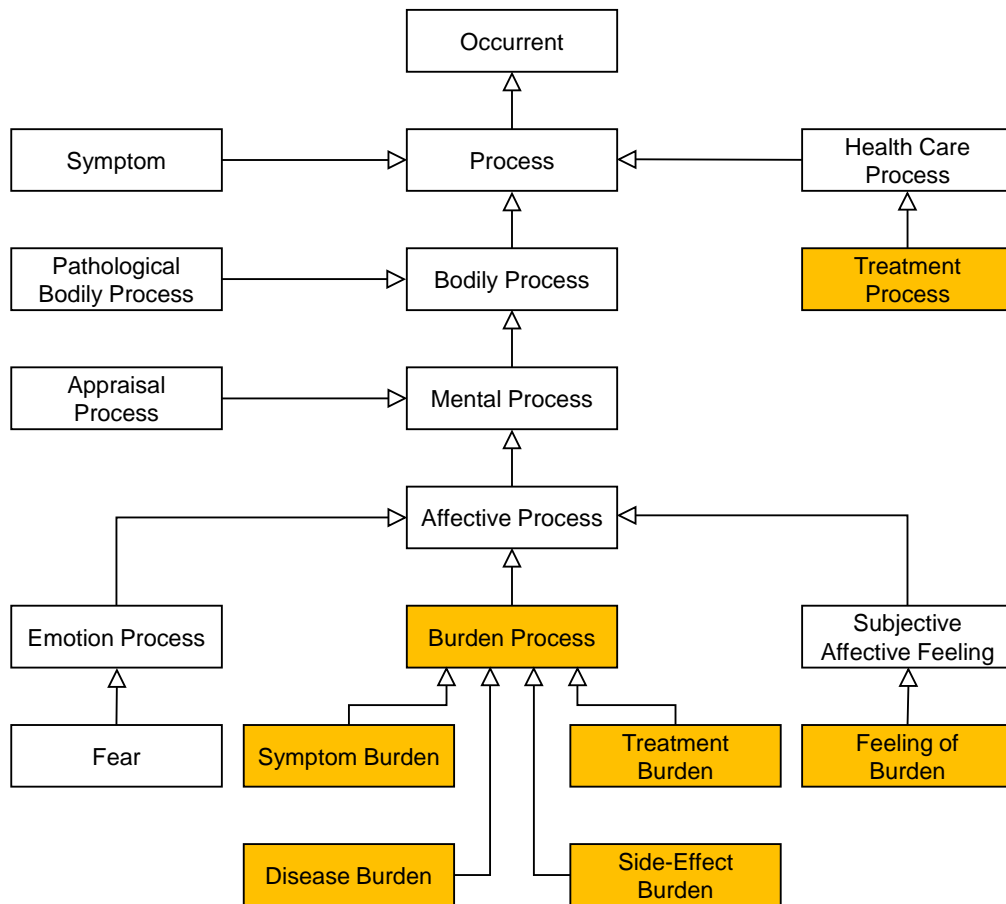 Occurrent
Symptom
Process
Health Care
Process
Pathological
Bodily Process
Bodily Process
Treatment
Process
Appraisal
Process
Mental Process
Affective Process
Emotion Process
Burden Process
Subjective
Affective Feeling
Fear
Symptom Burden
Treatment
Burden
Feeling of
Burden
Disease Burden
Side-Effect
Burden